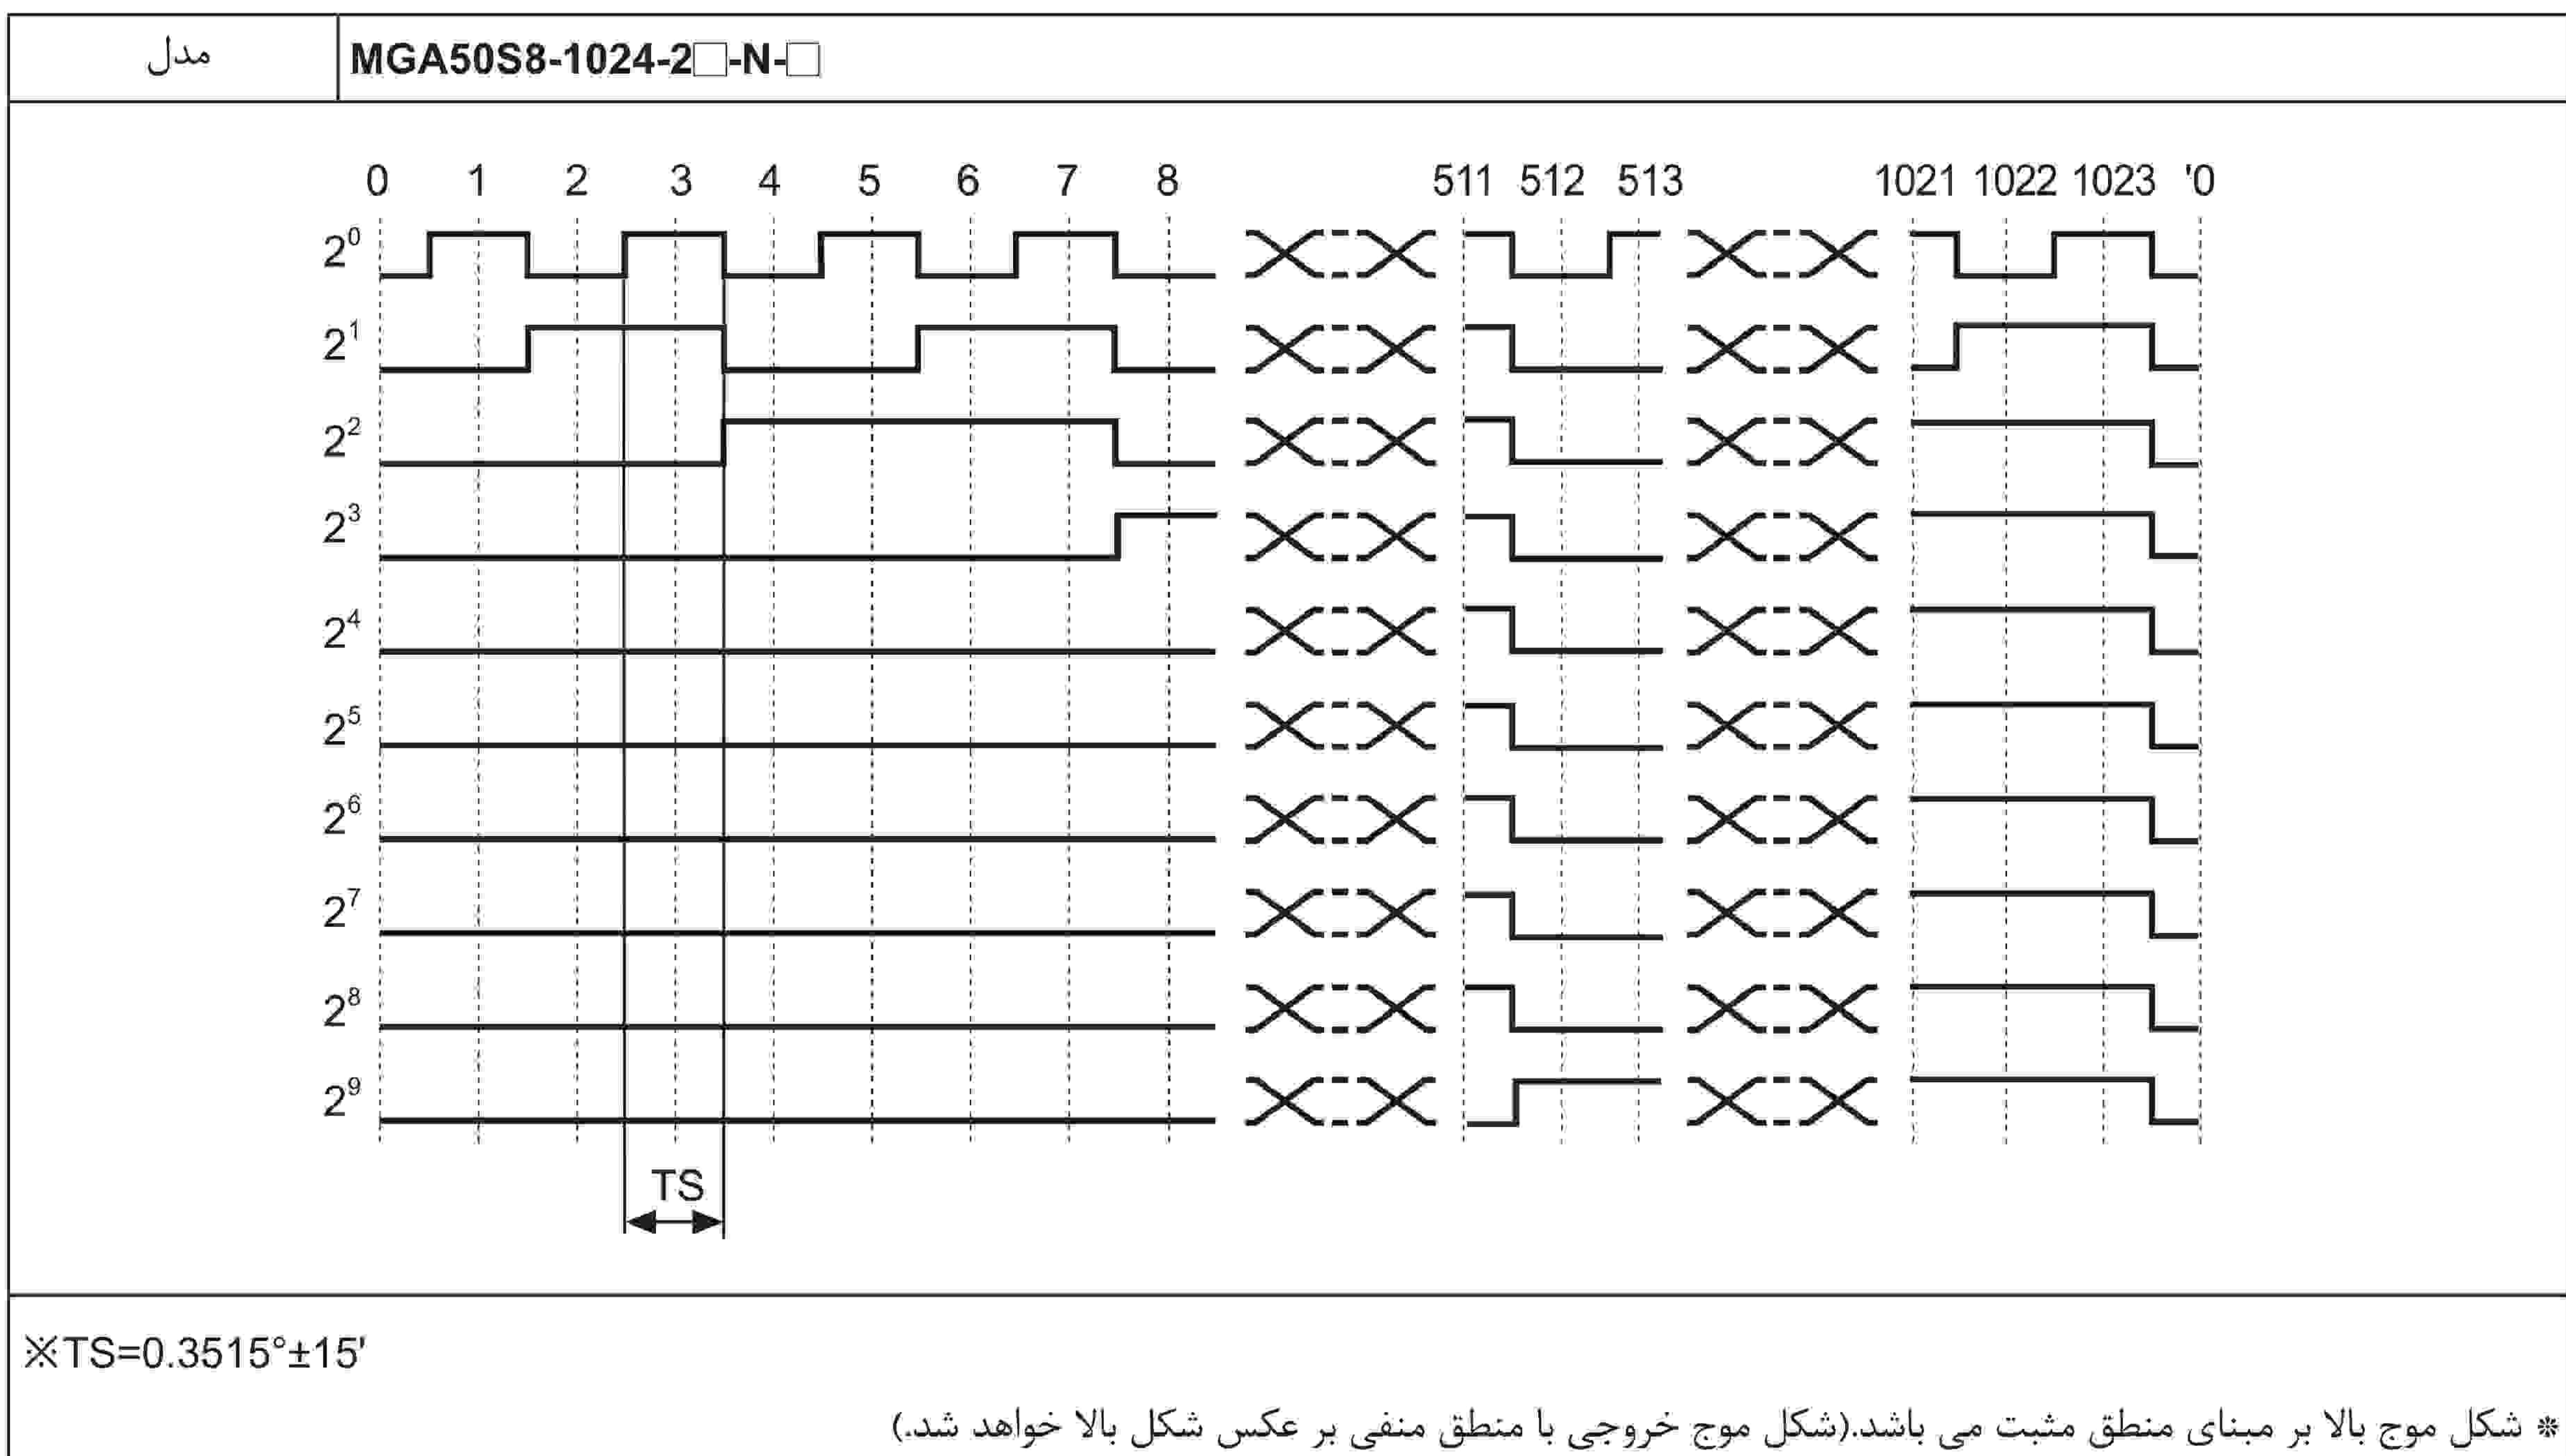 مدل
MGA50S8-1024-2□-N-□
0 1 2 3 4 5 6 7 8 511 512 513 1021 1022 1023 '0
2⁰
2¹
2²
2³
2⁴
2⁵
2⁶
2⁷
2⁸
2⁹
TS
※TS=0.3515°±15'
* شکل موج بالا بر مبنای منطق مثبت می باشد.(شکل موج خروجی با منطق منفی بر عکس شکل بالا خواهد شد.)